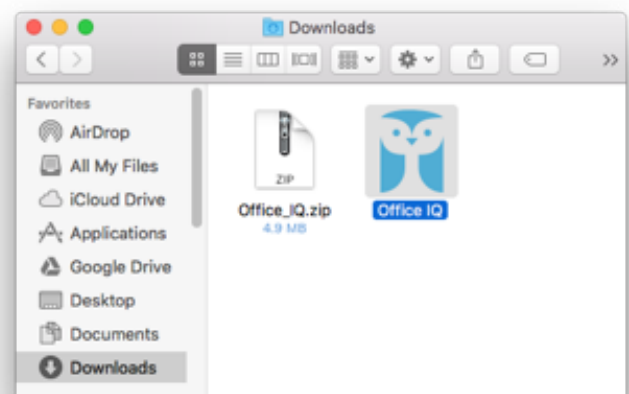 Downloads
Favorites
AirDrop
All My Files
iCloud Drive
Applications
Google Drive
Desktop
Documents
Downloads
ZIP
Office_IQ.zip
4.9 MB
Office IQ